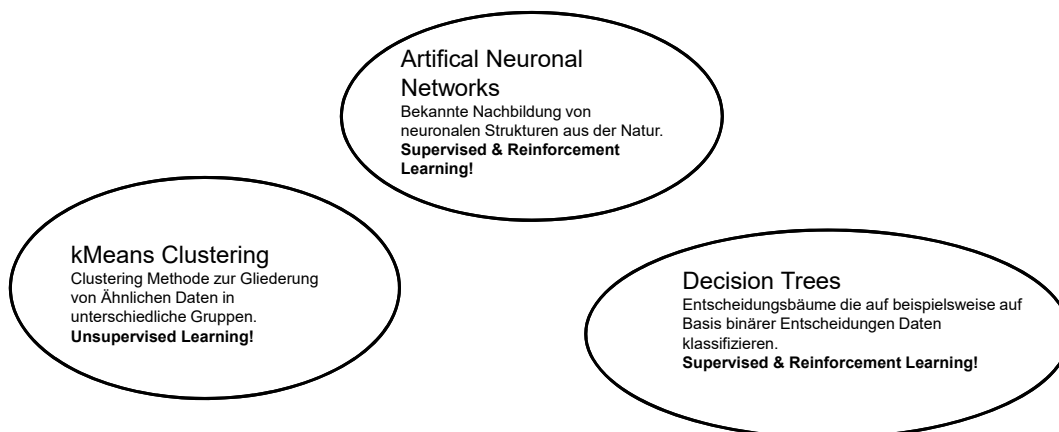 Artifical Neuronal
Networks
Bekannte Nachbildung von
neuronalen Strukturen aus der Natur.
Supervised & Reinforcement
Learning!
kMeans Clustering
Clustering Methode zur Gliederung
von Ähnlichen Daten in
unterschiedliche Gruppen.
Unsupervised Learning!
Decision Trees
Entscheidungsbäume die auf beispielsweise auf
Basis binärer Entscheidungen Daten
klassifizieren.
Supervised & Reinforcement Learning!